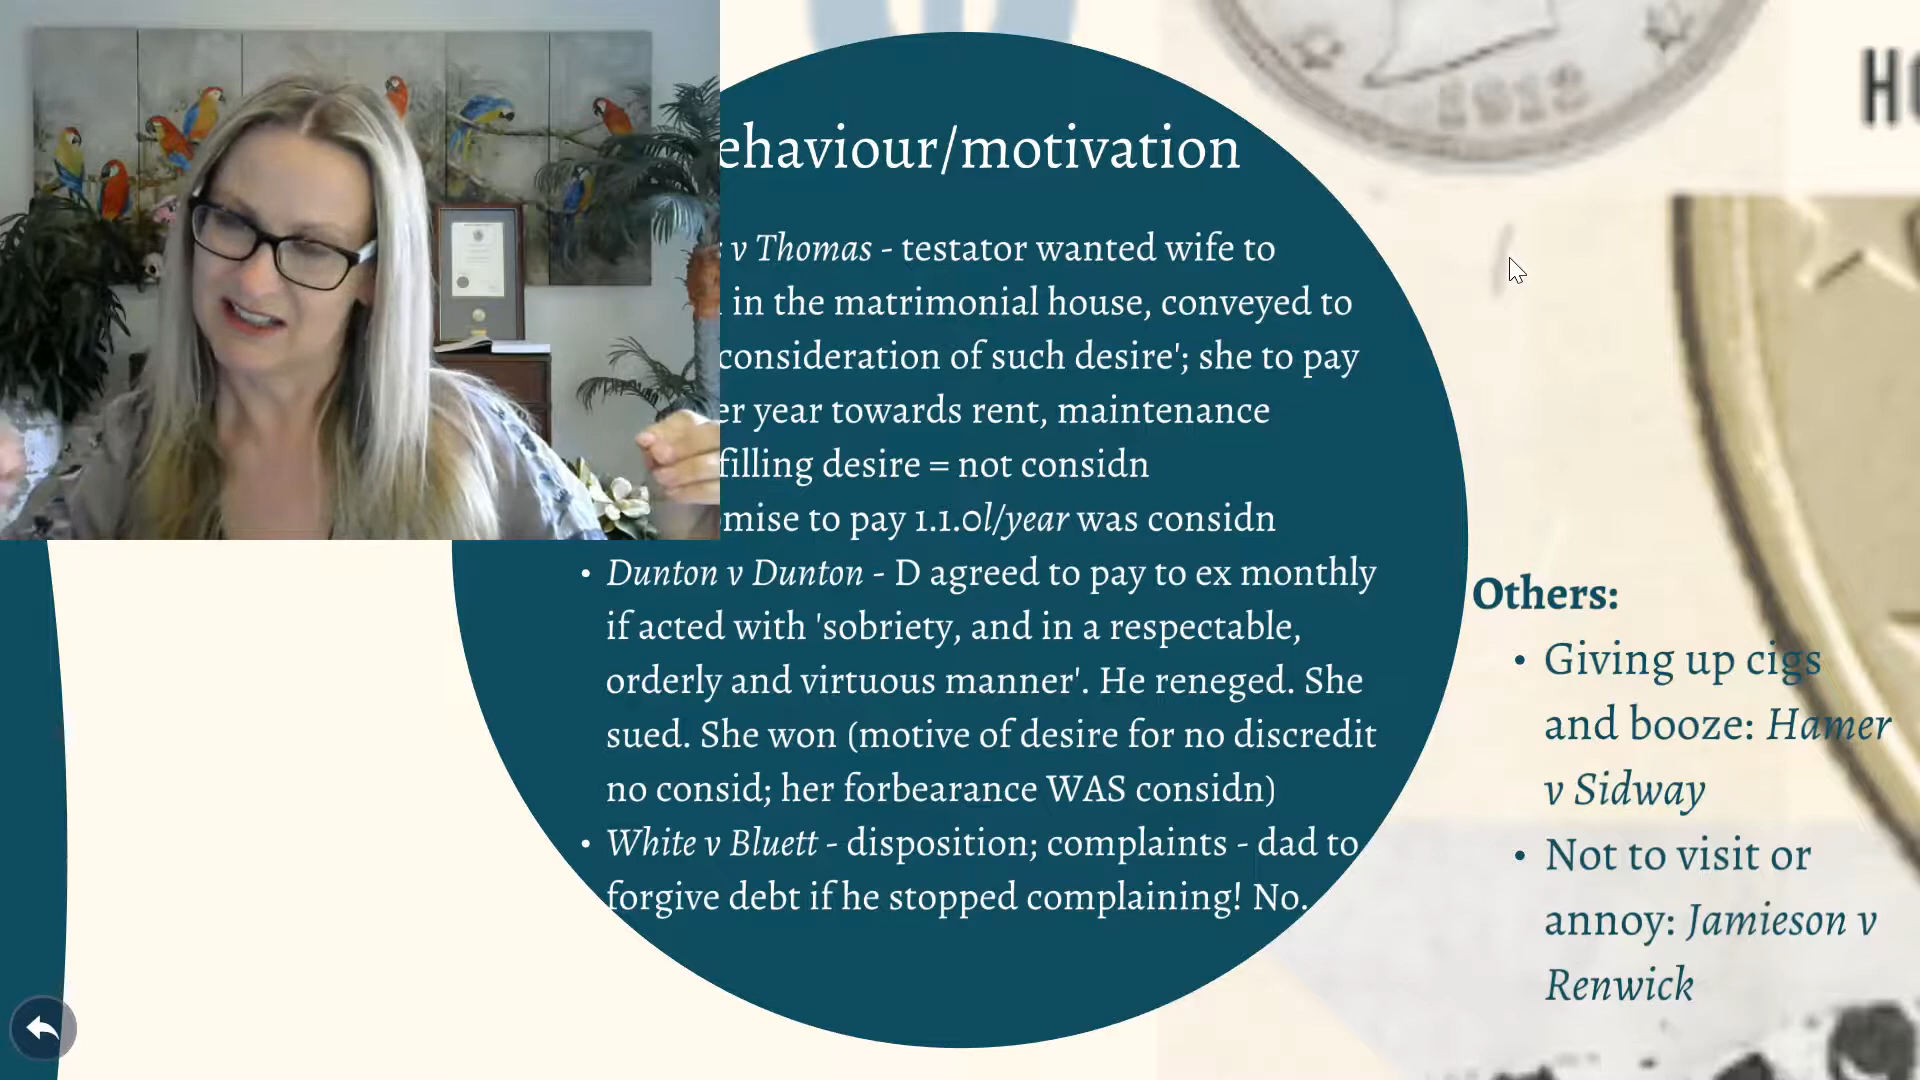 ehaviour/motivation
v Thomas - testator wanted wife to
in the matrimonial house, conveyed to
consideration of such desire'; she to pay
er year towards rent, maintenance
filling desire = not considn
mise to pay 1.1.0l/year was considn
• Dunton v Dunton - D agreed to pay to ex monthly
if acted with 'sobriety, and in a respectable,
orderly and virtuous manner'. He reneged. She
sued. She won (motive of desire for no discredit
no consid; her forbearance WAS considn)
• White v Bluett - disposition; complaints - dad to
forgive debt if he stopped complaining! No.
Others:
• Giving up cigs
and booze: Hamer
v Sidway
• Not to visit or
annoy: Jamieson v
Renwick